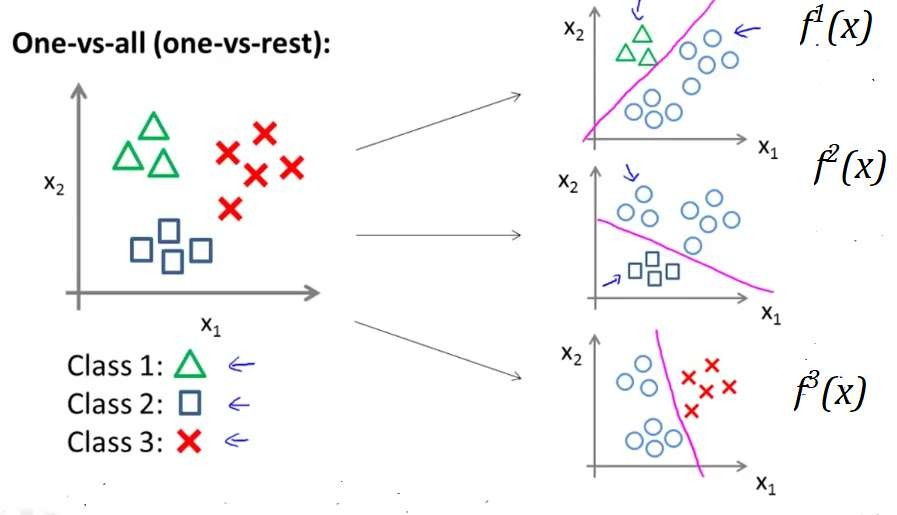 One-vs-all (one-vs-rest):
x₂
x₁
Class 1:
Class 2:
Class 3:
x₂
x₁
f¹(x)
x₂
x₁
f²(x)
x₂
x₁
f³(x)